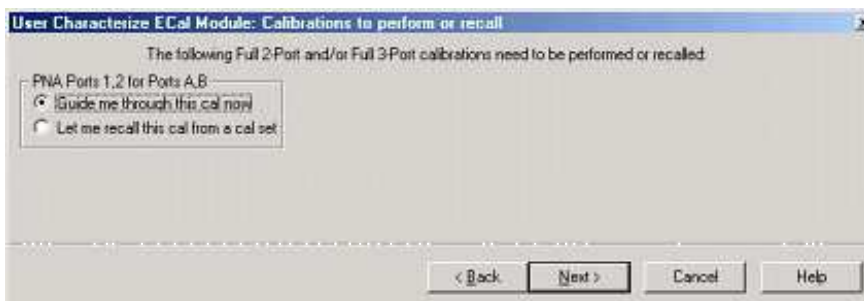 User Characterize ECal Module: Calibrations to perform or recall
The following Full 2-Port and/or Full 3-Port calibrations need to be performed or recalled:
PNA Ports 1,2 for Ports A,B
Guide me through this cal now
Let me recall this cal from a cal set
< Back
Next >
Cancel
Help